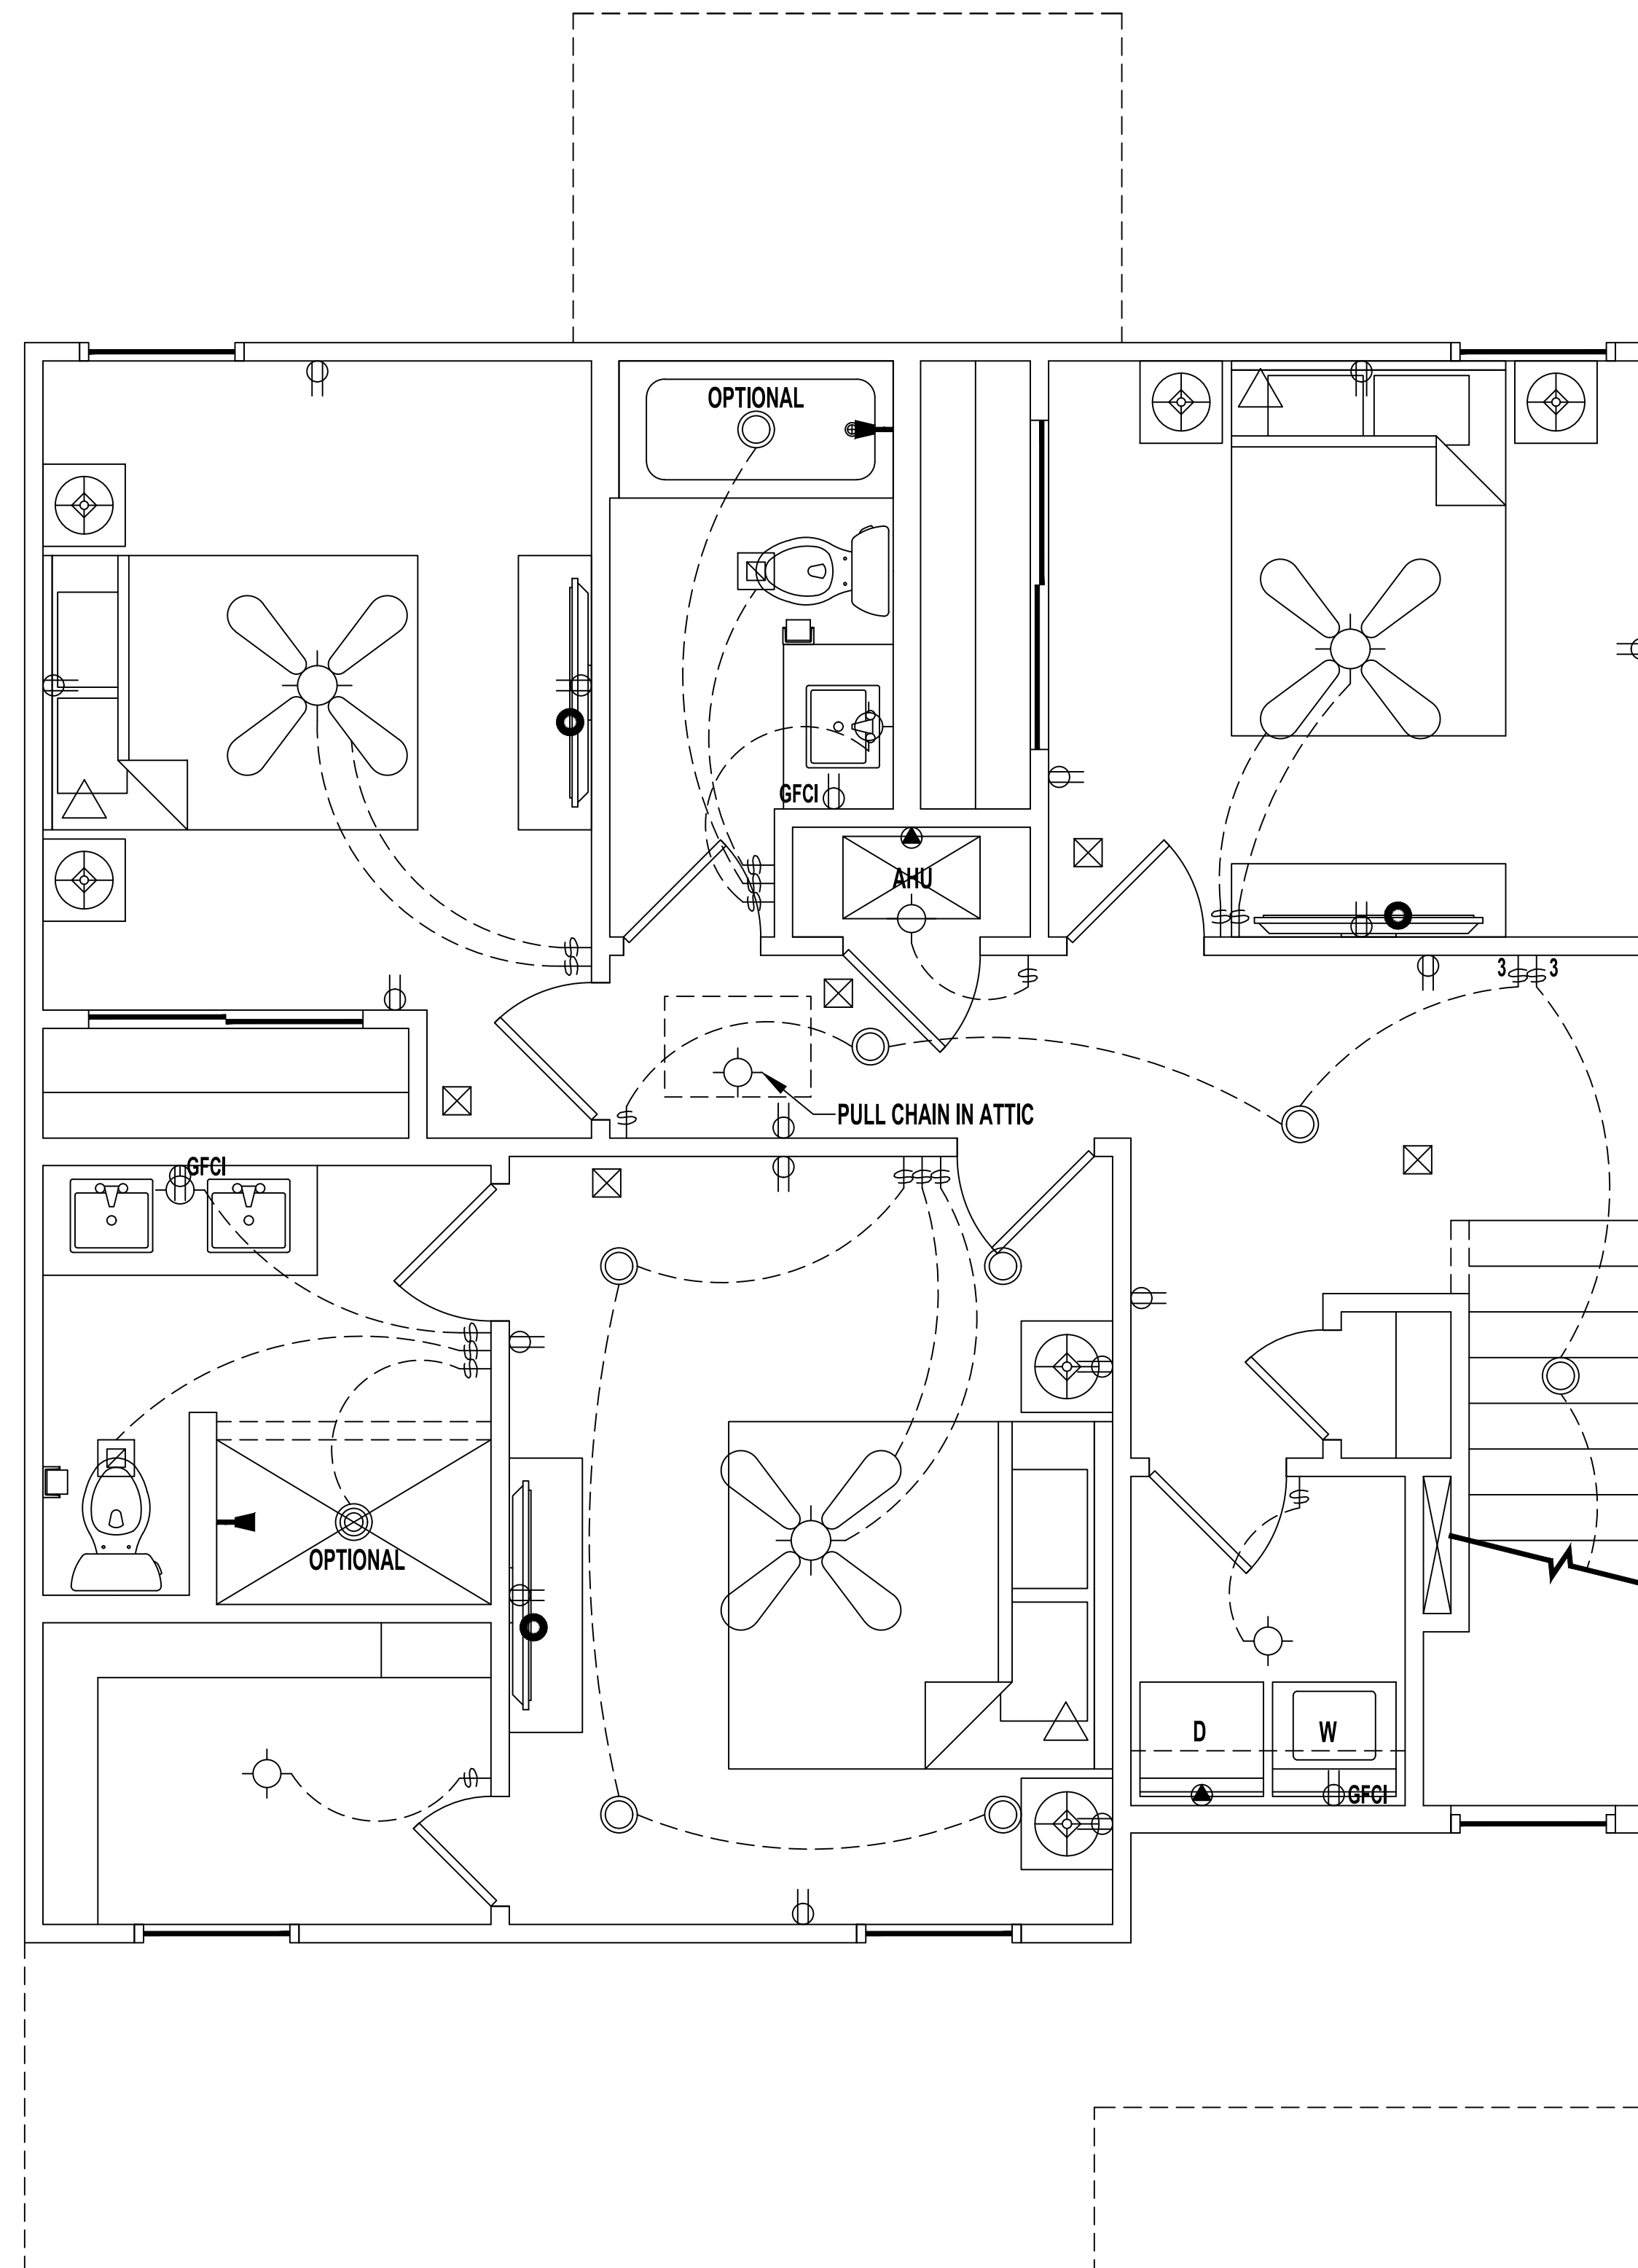 OPTIONAL
GFCI
AHU
3 3
PULL CHAIN IN ATTIC
GFCI
OPTIONAL
D W
GFCI